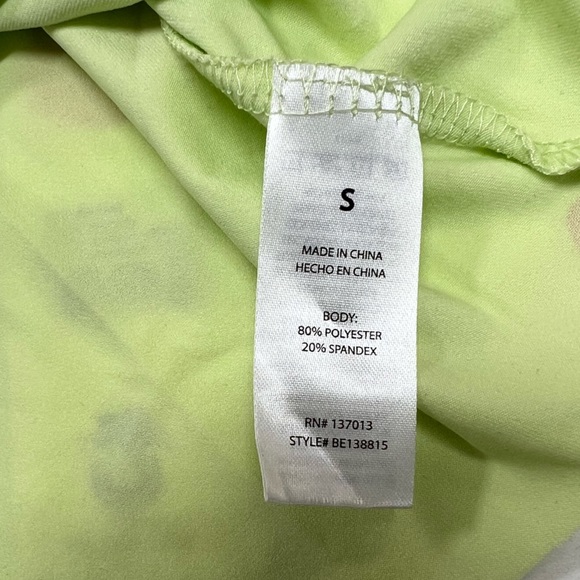 S
MADE IN CHINA
HECHO EN CHINA
BODY:
80% POLYESTER
20% SPANDEX
RN# 137013
STYLE# BE138815